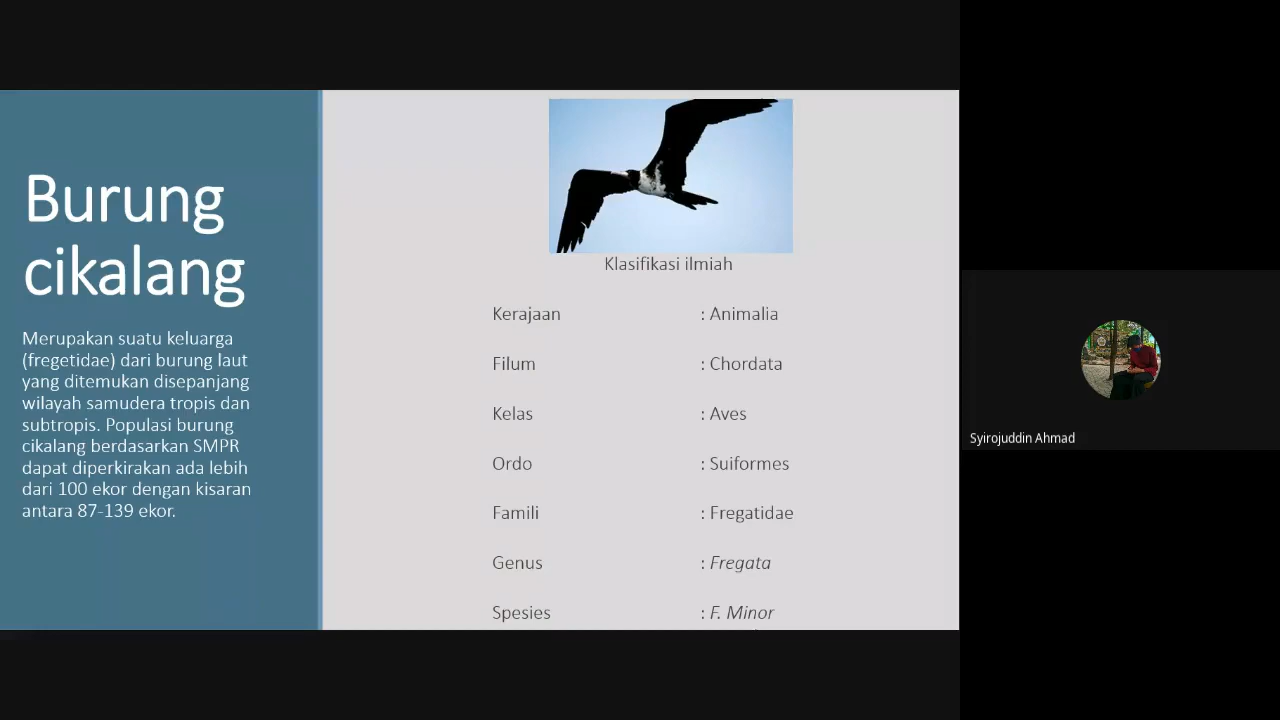 Burung
cikalang
Merupakan suatu keluarga
(fregetidae) dari burung laut
yang ditemukan disepanjang
wilayah samudera tropis dan
subtropis. Populasi burung
cikalang berdasarkan SMPR
dapat diperkirakan ada lebih
dari 100 ekor dengan kisaran
antara 87-139 ekor.
Klasifikasi ilmiah
Kerajaan : Animalia
Filum : Chordata
Kelas : Aves
Ordo : Suiformes
Famili : Fregatidae
Genus : Fregata
Spesies : F. Minor
Syirojuddin Ahmad